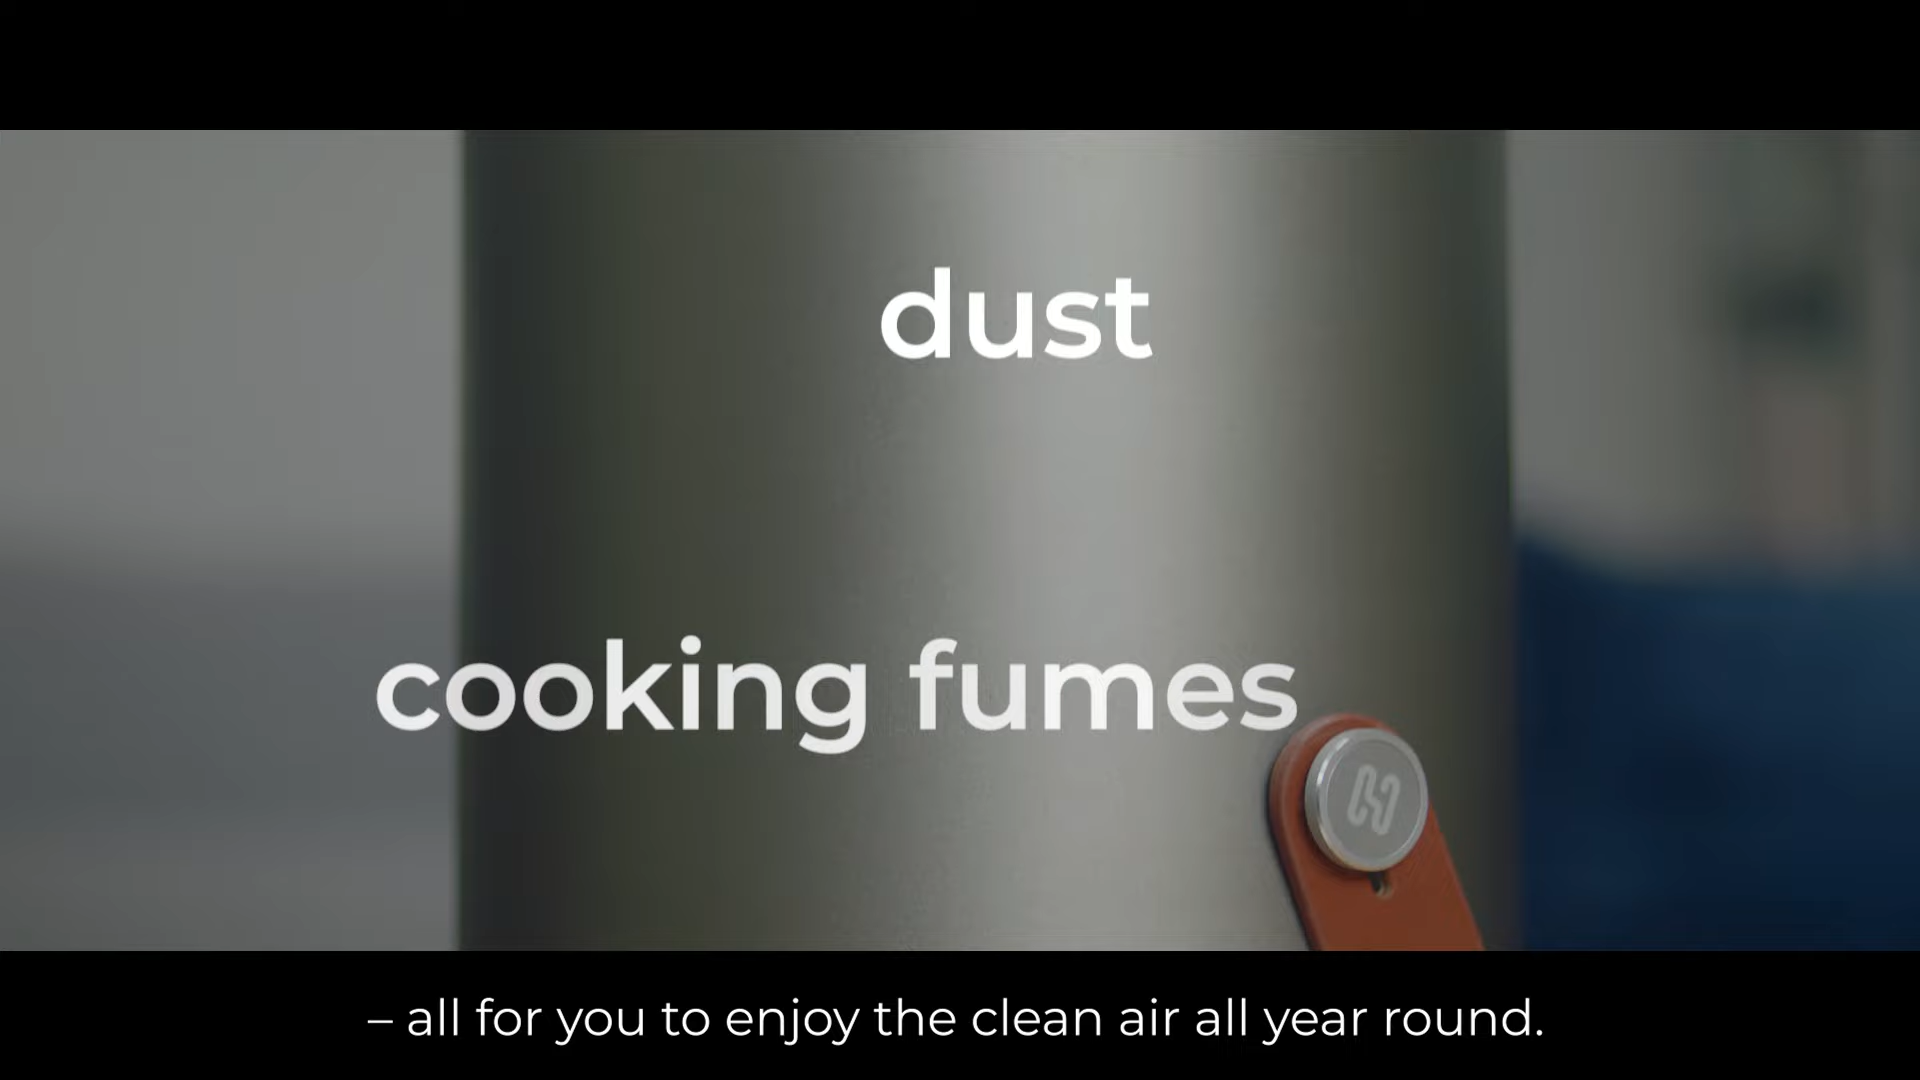 dust
cooking fumes
– all for you to enjoy the clean air all year round.